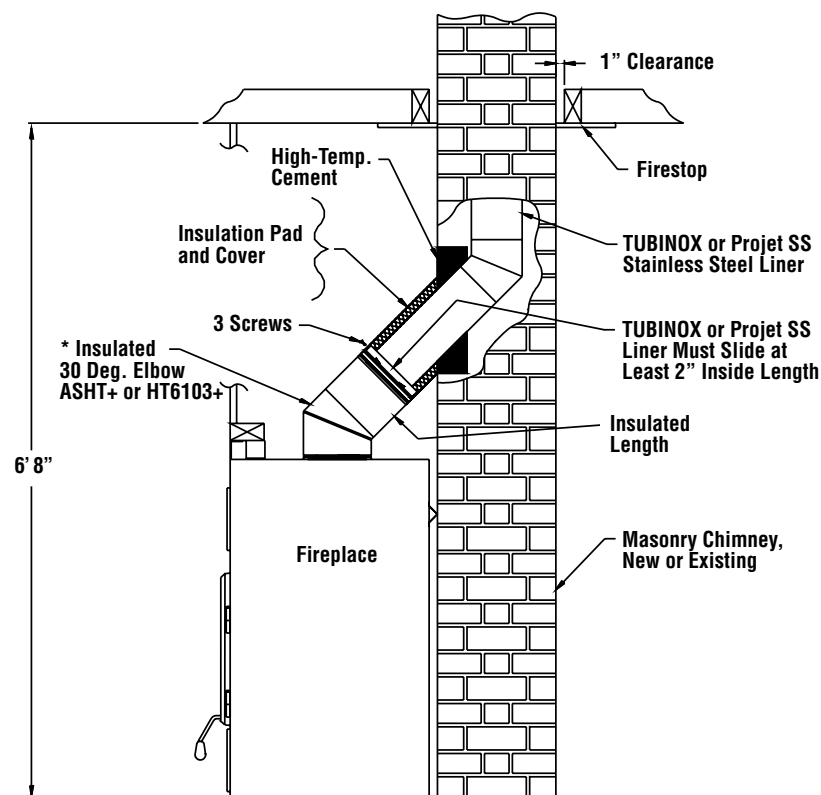 1” Clearance
High-Temp.
Cement
Firestop
Insulation Pad
and Cover
TUBINOX or Projet SS
Stainless Steel Liner
3 Screws
* Insulated
30 Deg. Elbow
ASHT+ or HT6103+
TUBINOX or Projet SS
Liner Must Slide at
Least 2” Inside Length
Insulated
Length
6’ 8”
Fireplace
Masonry Chimney,
New or Existing